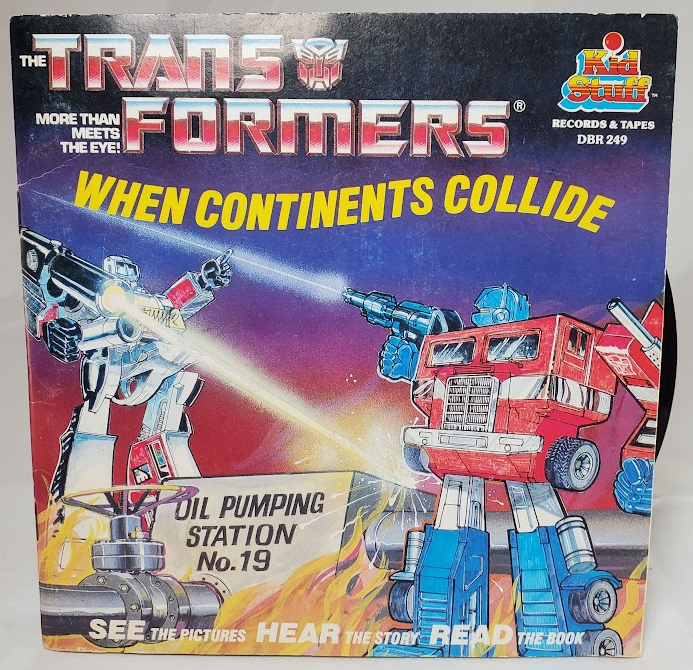 THE TRANS
MORE THAN
MEETS
THE EYE!
FORMERS®
Kid
Stuff™
RECORDS & TAPES
DBR 249
WHEN CONTINENTS COLLIDE
OIL PUMPING
STATION
No.19
SEE THE PICTURES HEAR THE STORY READ THE BOOK